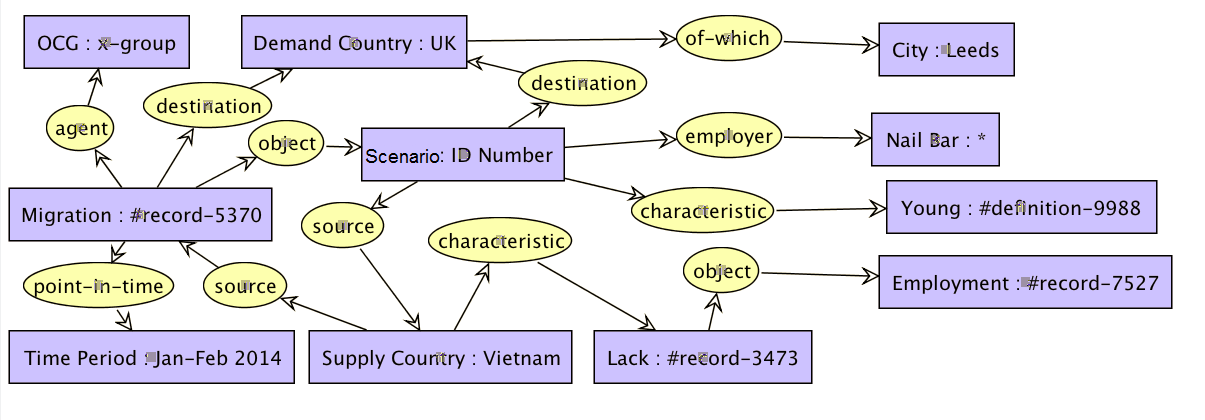 OCG : x-group
Demand Country : UK
of-which
City : Leeds
destination
destination
agent
object
employer
Nail Bar : *
Scenario: ID Number
Migration : #record-5370
characteristic
Young : #definition-9988
source
characteristic
object
point-in-time
source
Employment : #record-7527
Time Period : Jan-Feb 2014
Supply Country : Vietnam
Lack : #record-3473